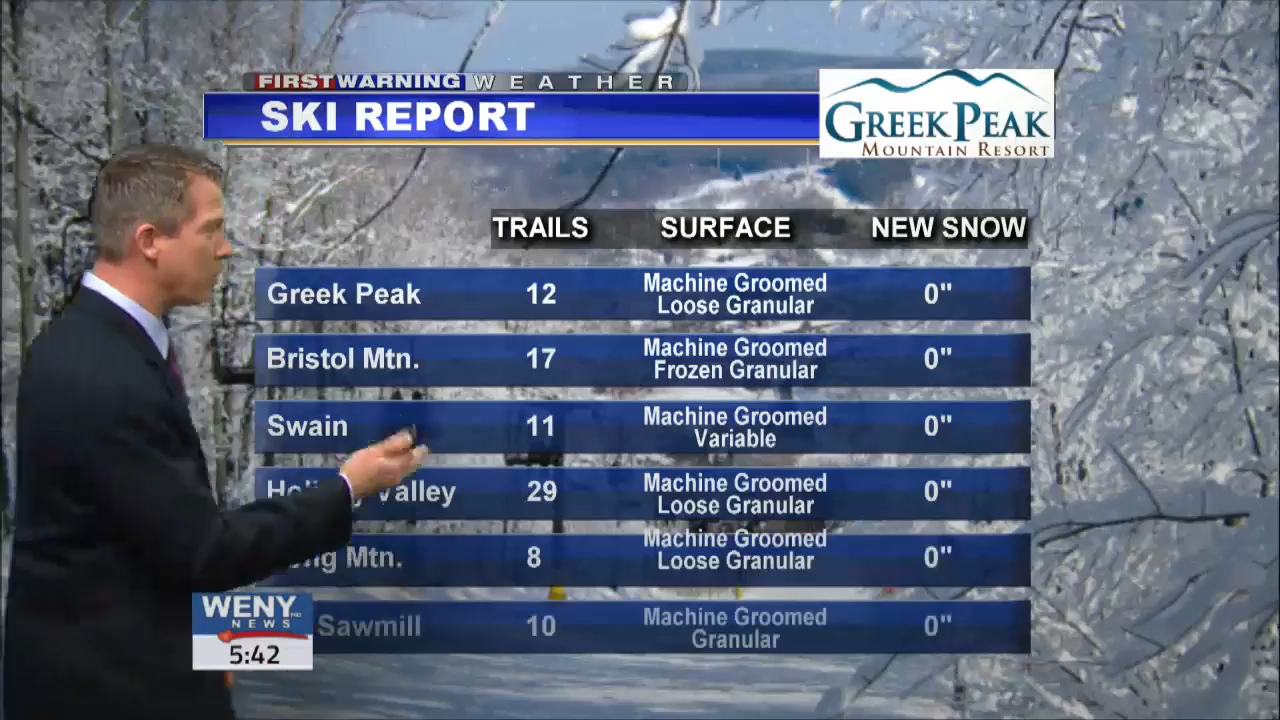 FIRSTWARNING WEATHER
SKI REPORT
GREEK PEAK
MOUNTAIN RESORT
TRAILS SURFACE NEW SNOW
Greek Peak 12 Machine Groomed Loose Granular 0"
Bristol Mtn. 17 Machine Groomed Frozen Granular 0"
Swain 11 Machine Groomed Variable 0"
Valley 29 Machine Groomed Loose Granular 0"
Mtn. 8 Machine Groomed Loose Granular 0"
Sawmill 10 Machine Groomed Granular 0"
WENY
NEWS
5:42